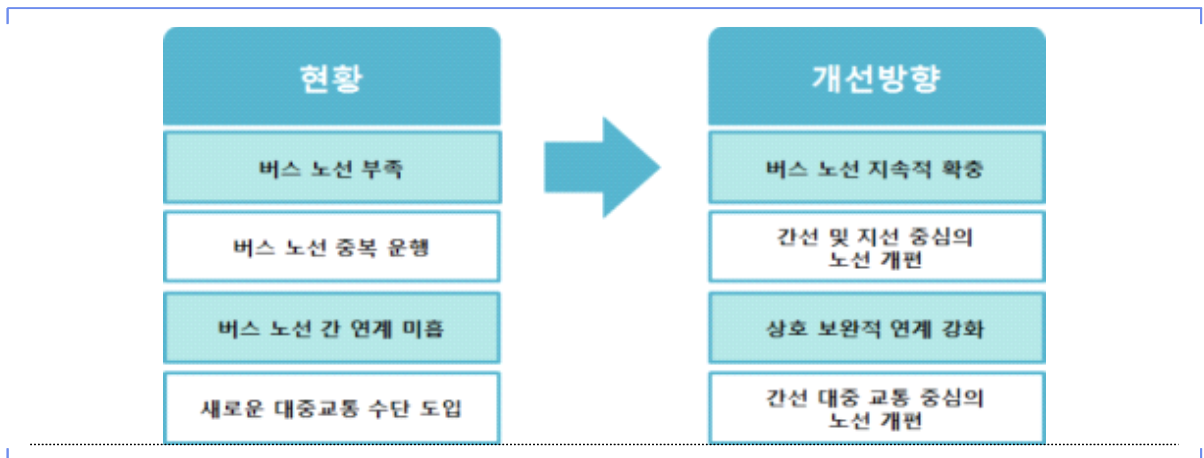 현황
버스 노선 부족
버스 노선 중복 운행
버스 노선 간 연계 미흡
새로운 대중교통 수단 도입
개선방향
버스 노선 지속적 확충
간선 및 지선 중심의
노선 개편
상호 보완적 연계 강화
간선 대중 교통 중심의
노선 개편